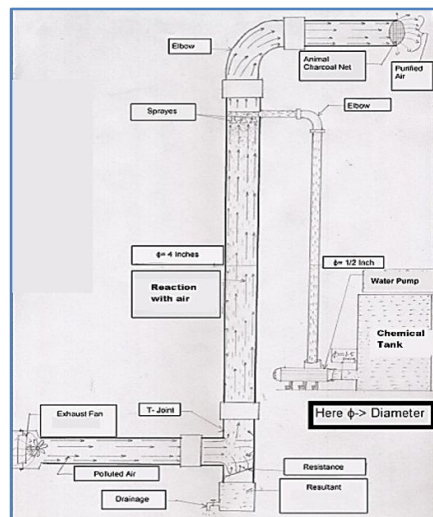 Elbow
Animal
Charcoal Net
Purified
Air
Sprayes
Elbow
ϕ= 4 Inches
ϕ= 1/2 Inch
Reaction
with air
Water Pump
Chemical
Tank
T- Joint
Here ϕ-> Diameter
Exhaust Fan
Polluted Air
Resistance
Resultant
Drainage